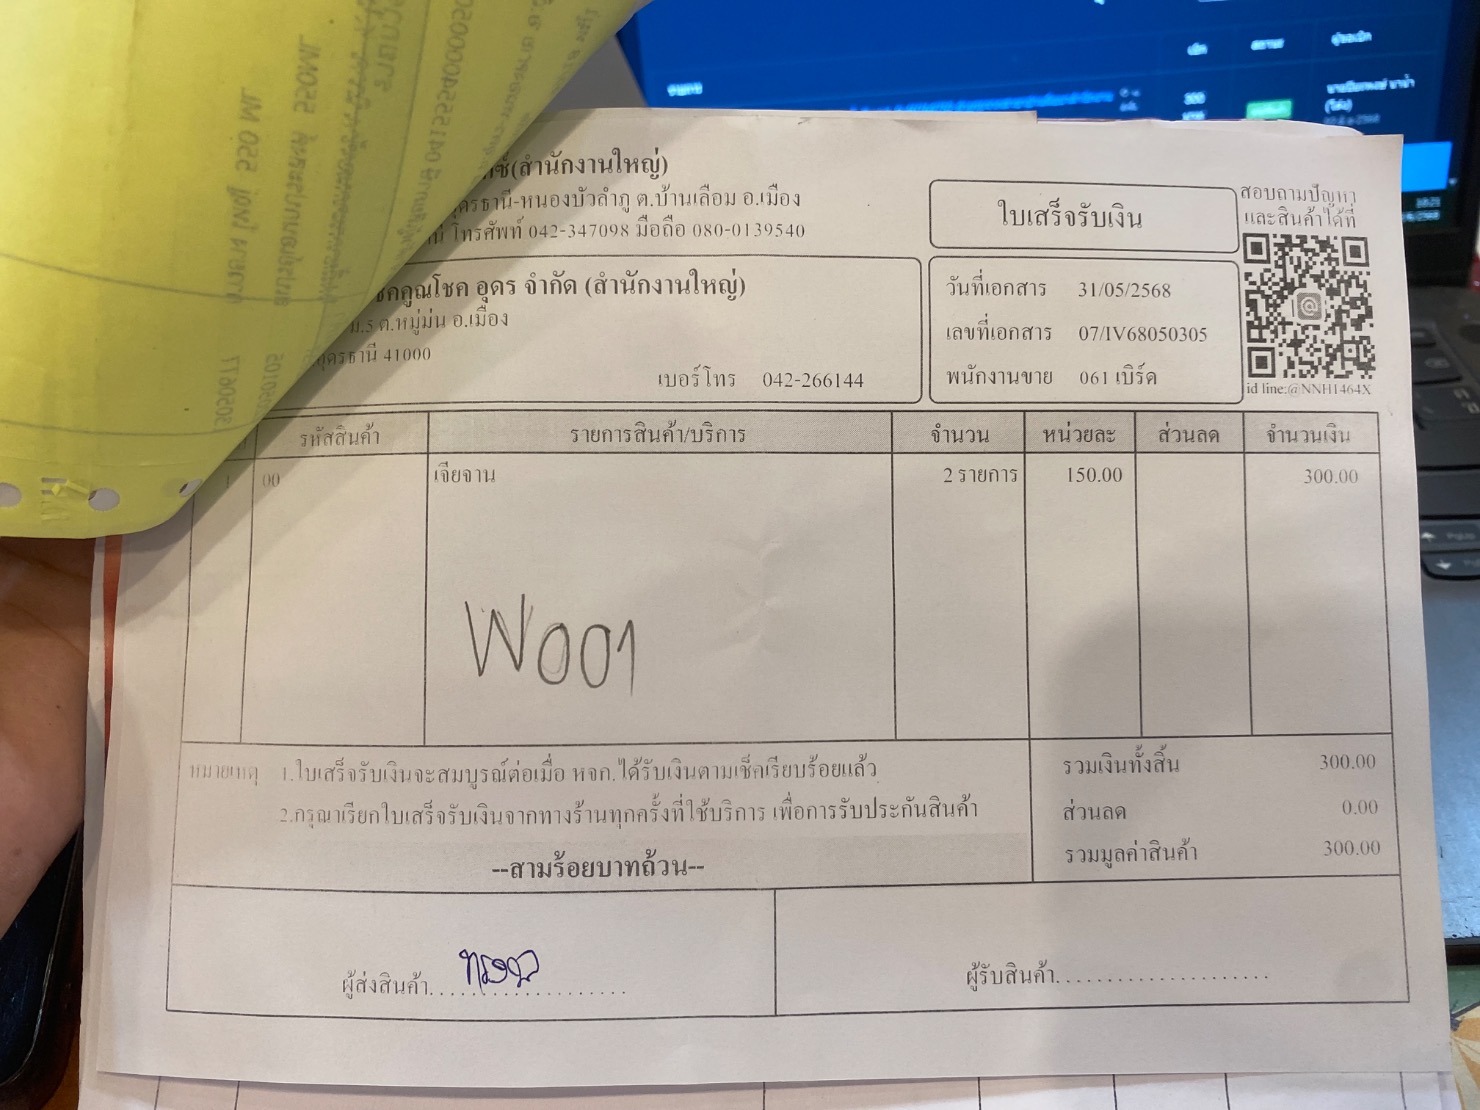 (สำนักงานใหญ่)
ุดรธานี-หนองบัวลำภู ต.บ้านเลือม อ.เมือง
โทรศัพท์ 042-347098 มือถือ 080-0139540
ใบเสร็จรับเงิน
สอบถามปัญหา
และสินค้าได้ที่
id line:@NNH1464X
คูณโชค อุดร จำกัด (สำนักงานใหญ่)
ม.5 ต.หมู่ม่น อ.เมือง
อุดรธานี 41000
เบอร์โทร 042-266144
วันที่เอกสาร 31/05/2568
เลขที่เอกสาร 07/IV68050305
พนักงานขาย 061 เบิร์ด
รหัสสินค้า รายการสินค้า/บริการ จำนวน หน่วยละ ส่วนลด จำนวนเงิน
1 00 เจียจาน 2 รายการ 150.00 300.00
W001
หมายเหตุ 1.ใบเสร็จรับเงินจะสมบูรณ์ต่อเมื่อ หจก.ได้รับเงินตามเช็คเรียบร้อยแล้ว
2.กรุณาเรียกใบเสร็จรับเงินจากทางร้านทุกครั้งที่ใช้บริการ เพื่อการรับประกันสินค้า
--สามร้อยบาทถ้วน--
รวมเงินทั้งสิ้น 300.00
ส่วนลด 0.00
รวมมูลค่าสินค้า 300.00
ผู้ส่งสินค้า....................
ผู้รับสินค้า.....................